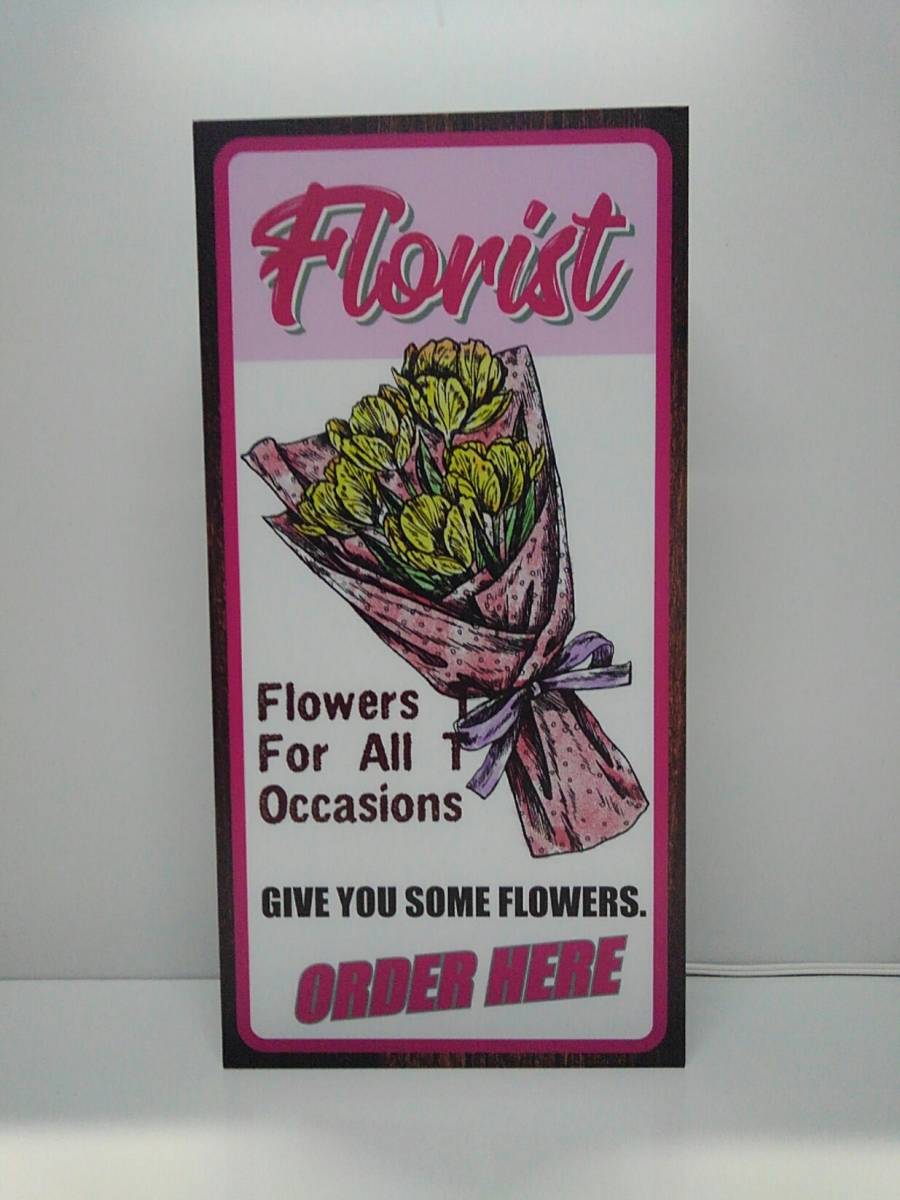 Florist
Flowers T
For All T
Occasions
GIVE YOU SOME FLOWERS.
ORDER HERE